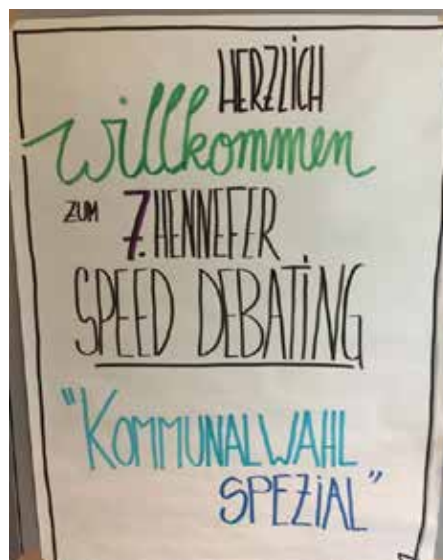 HERZLICH
willkommen
ZUM 7. HENNEFER
SPEED DEBATING
"KOMMUNALWAHL
SPEZiAL"